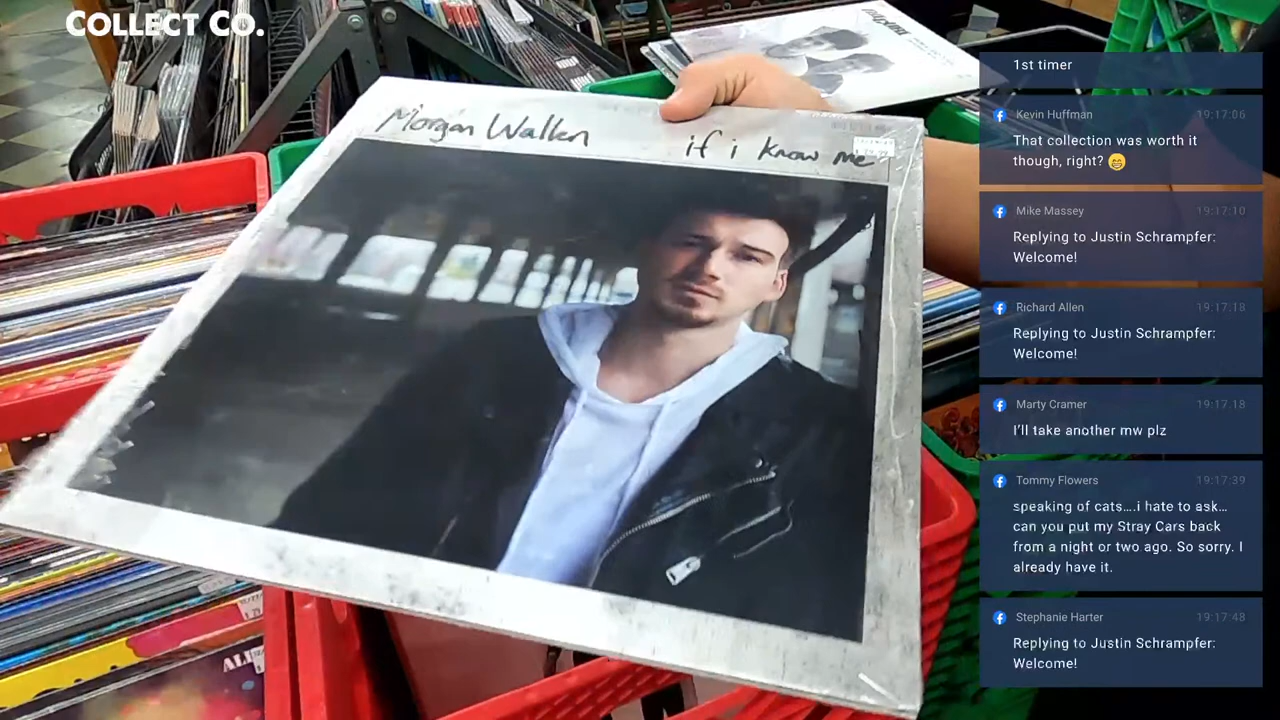 COLLECT CO.
Morgan Wallen
if i know me
ALI
1st timer
Kevin Huffman 19:17:06
That collection was worth it
though, right? 😁
Mike Massey 19:17:10
Replying to Justin Schrampfer:
Welcome!
Richard Allen 19:17:18
Replying to Justin Schrampfer:
Welcome!
Marty Cramer 19:17:18
I'll take another mw plz
Tommy Flowers 19:17:39
speaking of cats....i hate to ask...
can you put my Stray Cars back
from a night or two ago. So sorry. I
already have it.
Stephanie Harter 19:17:48
Replying to Justin Schrampfer:
Welcome!